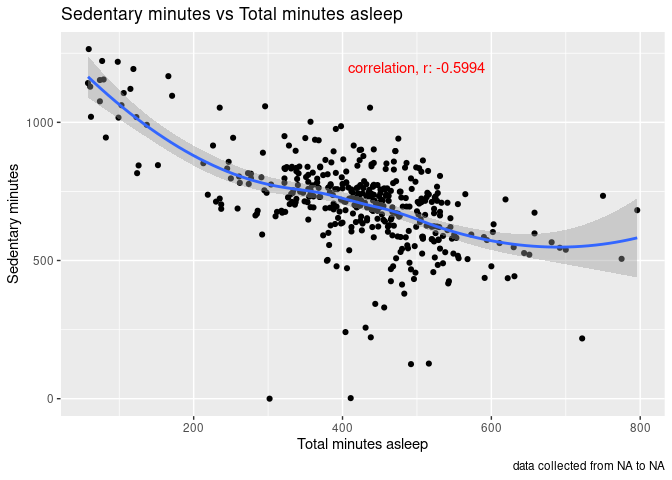 Sedentary minutes vs Total minutes asleep
correlation, r: -0.5994
Sedentary minutes
1000
500
0
200
400
600
800
Total minutes asleep
data collected from NA to NA